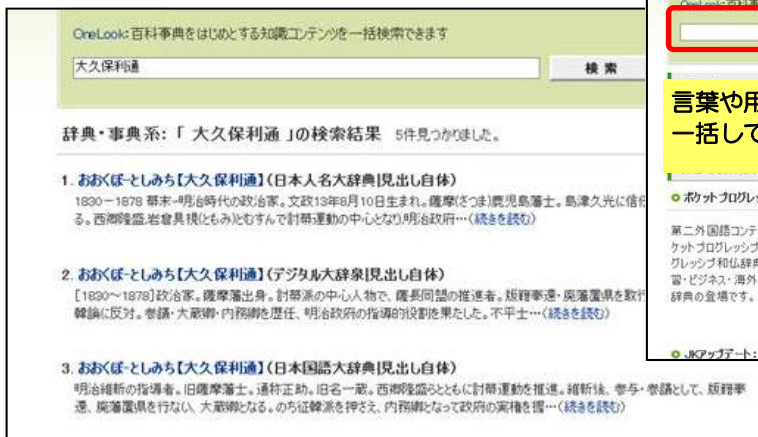 OneLook:百科事典をはじめとする知識コンテンツを一括検索できます
大久保利通
検索
辞典・事典系:「 大久保利通 」の検索結果 5件見つかりました。
1. おおくぼ-としみち【大久保利通】(日本人名大辞典|見出し自体)
1830-1878 幕末-明治時代の政治家。文政13年8月10日生まれ。薩摩(さつま)鹿児島藩士。島津久光に信任
る。西郷隆盛,岩倉具視(ともみ)とむすんで討幕運動の中心となり,明治政府…(続きを読む)
2. おおくぼ-としみち【大久保利通】(デジタル大辞泉|見出し自体)
[1830~1878]政治家。薩摩藩出身。討幕派の中心人物で、薩長同盟の推進者。版籍奉還・廃藩置県を敢行
韓論に反対。参議・大蔵卿・内務卿を歴任、明治政府の指導的役割を果たした。不平士…(続きを読む)
3. おおくぼ-としみち【大久保利通】(日本国語大辞典|見出し自体)
明治維新の指導者。旧薩摩藩士。通称正助。旧名一蔵。西郷隆盛らとともに討幕運動を推進。維新後、参与・参議として、版籍奉
還、廃藩置県を行ない、大蔵卿となる。のち征韓派を押さえ、内務卿となって政府の実権を握…(続きを読む)
OneLook:百科事
言葉や用
一括して
ポケットプログレッ
第二外国語コンテ
ケットプログレッシブ
グレッシブ和仏辞典
習・ビジネス・海外
辞典の登場です。
JKアップデート: